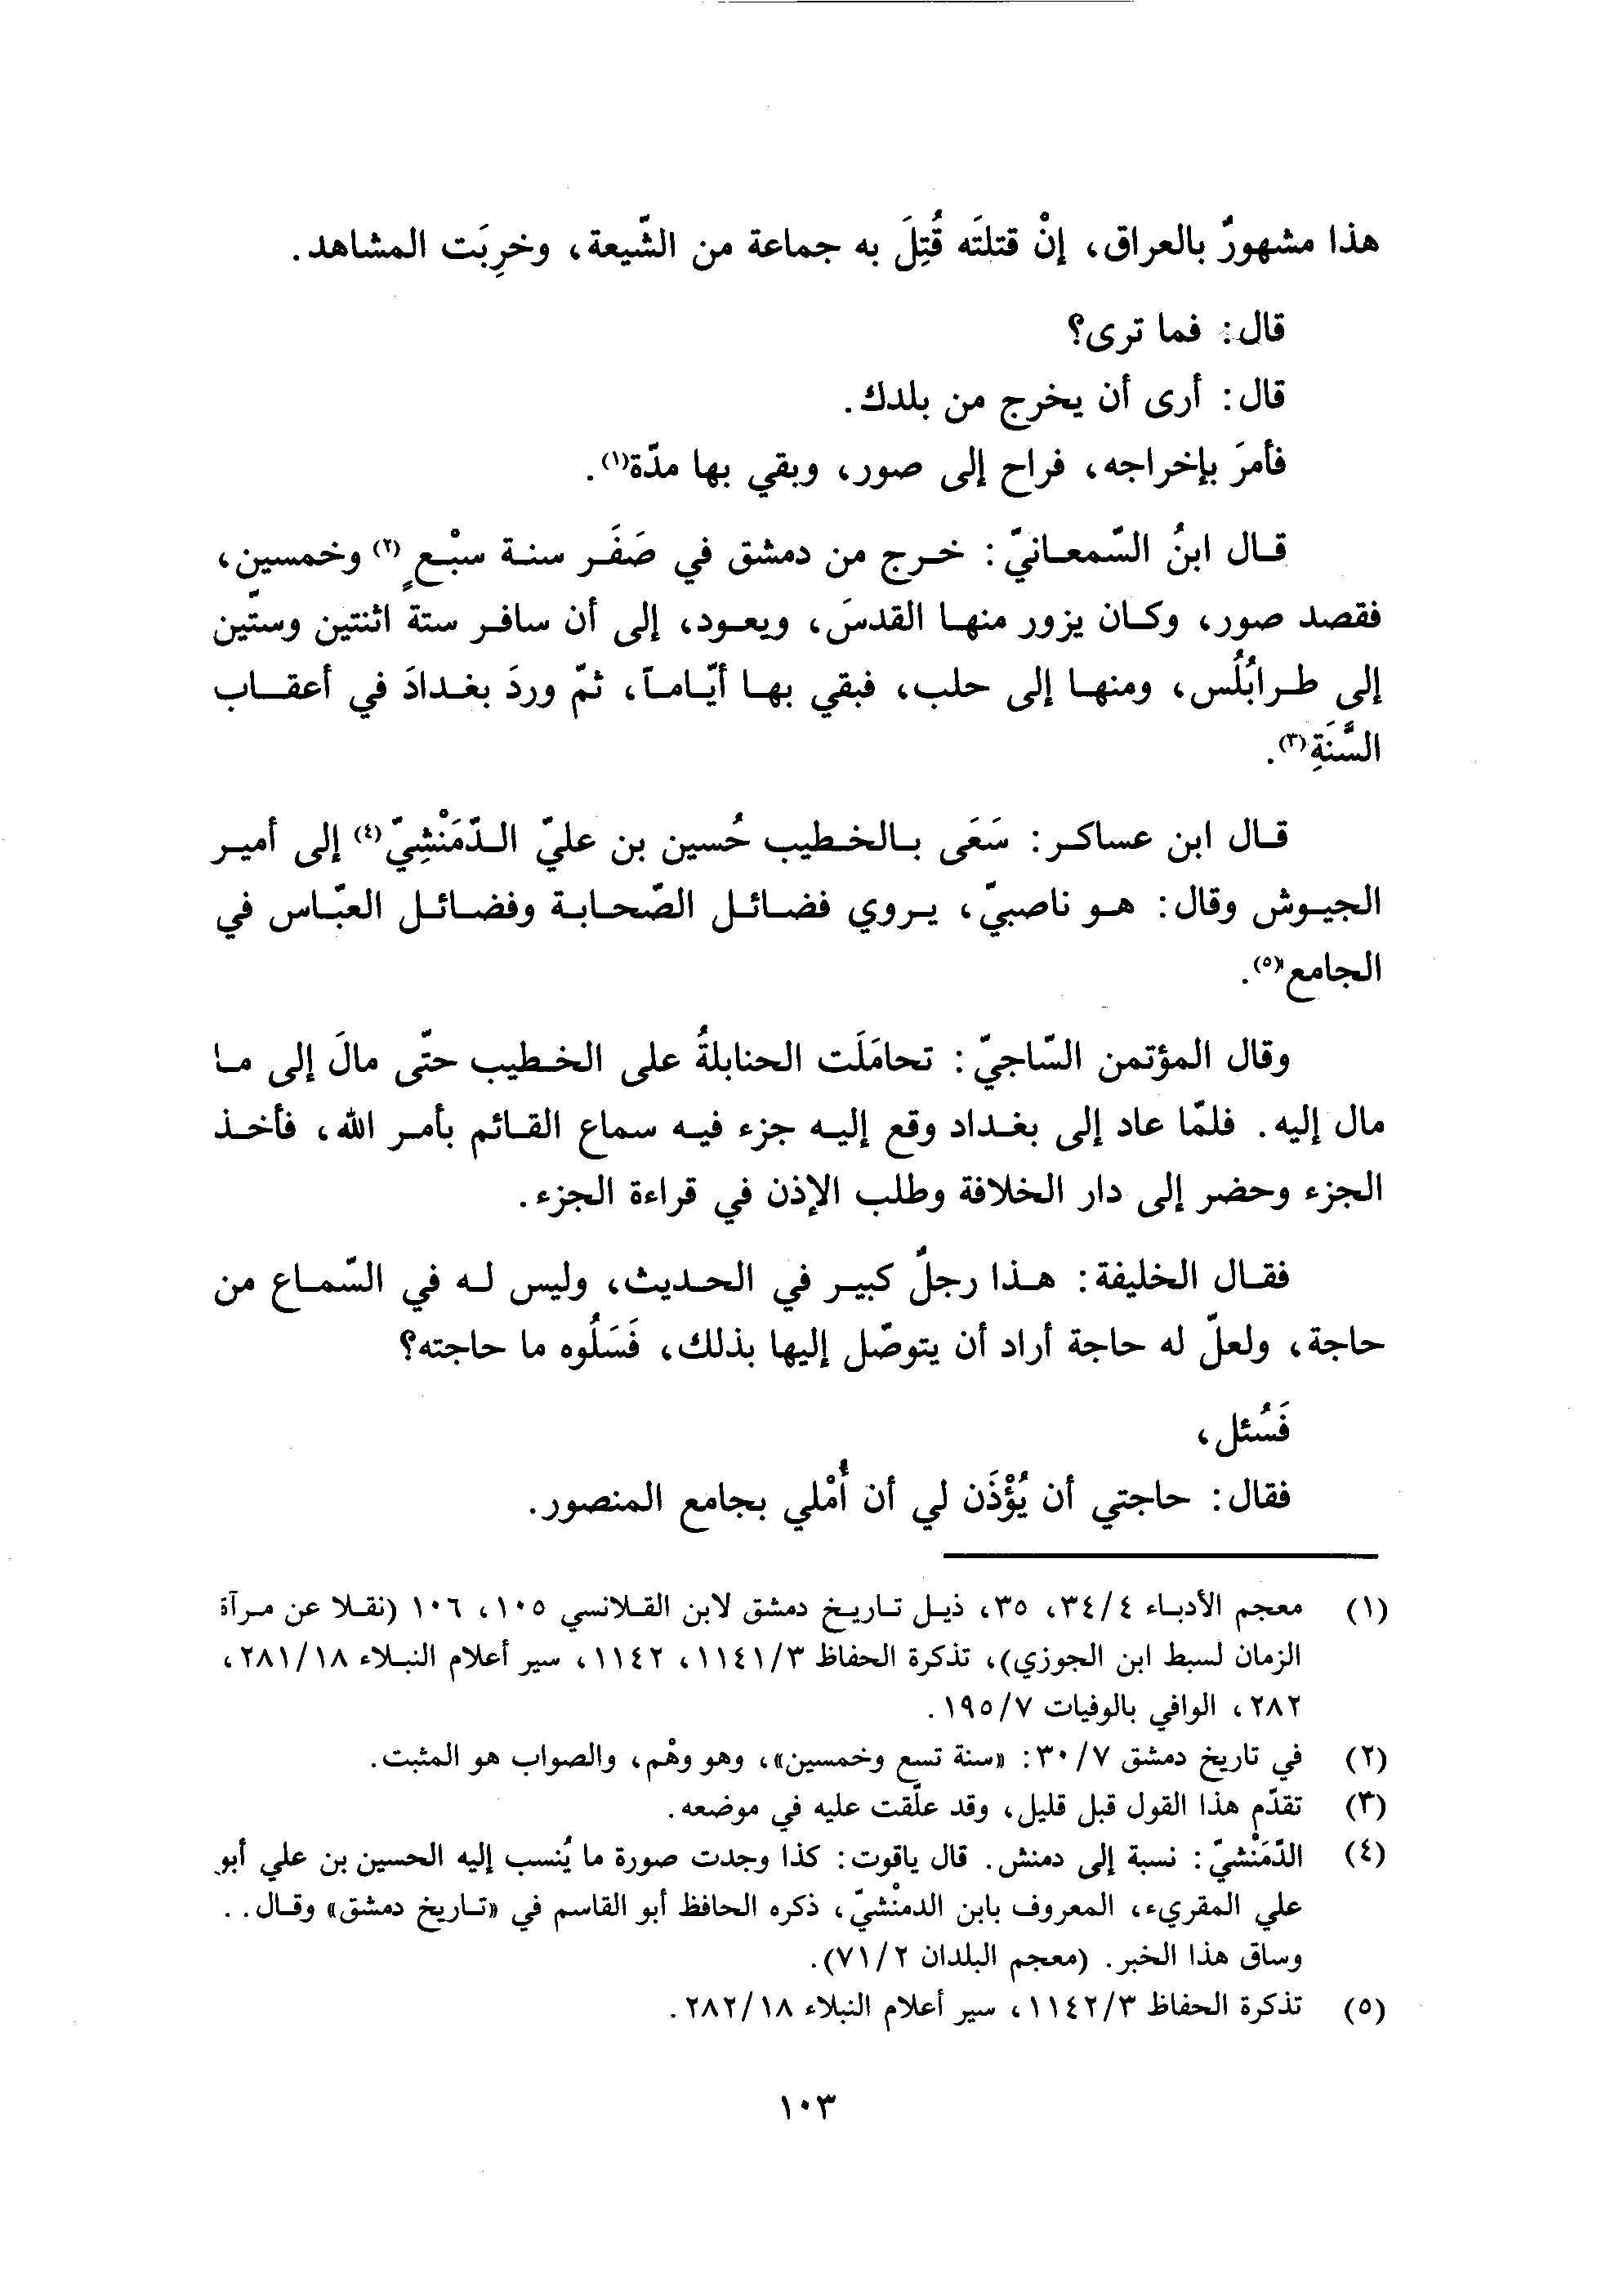 هذا مشهورٌ بالعراق، إنْ قتلتَه قُتِلَ به جماعة من الشّيعة، وخرِبَت المشاهد.
قال: فما ترى؟
قال: أرى أن يخرج من بلدك.
فأمرَ بإخراجه، فراح إلى صور، وبقي بها مدّة(١).
قال ابنُ السّمعانيّ: خرج من دمشق في صَفَر سنة سبْعٍ(٢) وخمسين،
فقصد صور، وكان يزور منها القدسَ، ويعود، إلى أن سافر ستة اثنتين وستّين
إلى طرابُلُس، ومنها إلى حلب، فبقي بها أيّاماً، ثمّ وردَ بغدادَ في أعقاب
السَّنَةِ(٣).
قال ابن عساكر: سَعَى بالخطيب حُسين بن عليّ الدّمَنْشِيّ(٤) إلى أمير
الجيوش وقال: هو ناصبيّ، يروي فضائل الصّحابة وفضائل العبّاس في
الجامع(٥).
وقال المؤتمن السّاجيّ: تحامَلَت الحنابلةُ على الخطيب حتّى مالَ إلى ما
مال إليه. فلمّا عاد إلى بغداد وقع إليه جزء فيه سماع القائم بأمر الله، فأخذ
الجزء وحضر إلى دار الخلافة وطلب الإذن في قراءة الجزء.
فقال الخليفة: هذا رجلٌ كبير في الحديث، وليس له في السّماع من
حاجة، ولعلّ له حاجة أراد أن يتوصّل إليها بذلك، فَسَلُوه ما حاجته؟
فَسُئل،
فقال: حاجتي أن يُؤْذَن لي أن أُمْلي بجامع المنصور.
(١) معجم الأدباء ٣٤/٤، ٣٥، ذيل تاريخ دمشق لابن القلانسي ١٠٥، ١٠٦ (نقلا عن مرآة
الزمان لسبط ابن الجوزي)، تذكرة الحفاظ ١١٤١/٣، ١١٤٢، سير أعلام النبلاء ٢٨١/١٨،
٢٨٢، الوافي بالوفيات ١٩٥/٧.
(٢) في تاريخ دمشق ٣٠/٧: «سنة تسع وخمسين»، وهو وهْم، والصواب هو المثبت.
(٣) تقدّم هذا القول قبل قليل، وقد علّقت عليه في موضعه.
(٤) الدّمَنْشيّ: نسبة إلى دمنش. قال ياقوت: كذا وجدت صورة ما يُنسب إليه الحسين بن علي أبو
علي المقريء، المعروف بابن الدمنْشيّ، ذكره الحافظ أبو القاسم في «تاريخ دمشق» وقال..
وساق هذا الخبر. (معجم البلدان ٧١/٢).
(٥) تذكرة الحفاظ ١١٤٢/٣، سير أعلام النبلاء ٢٨٢/١٨.
١٠٣